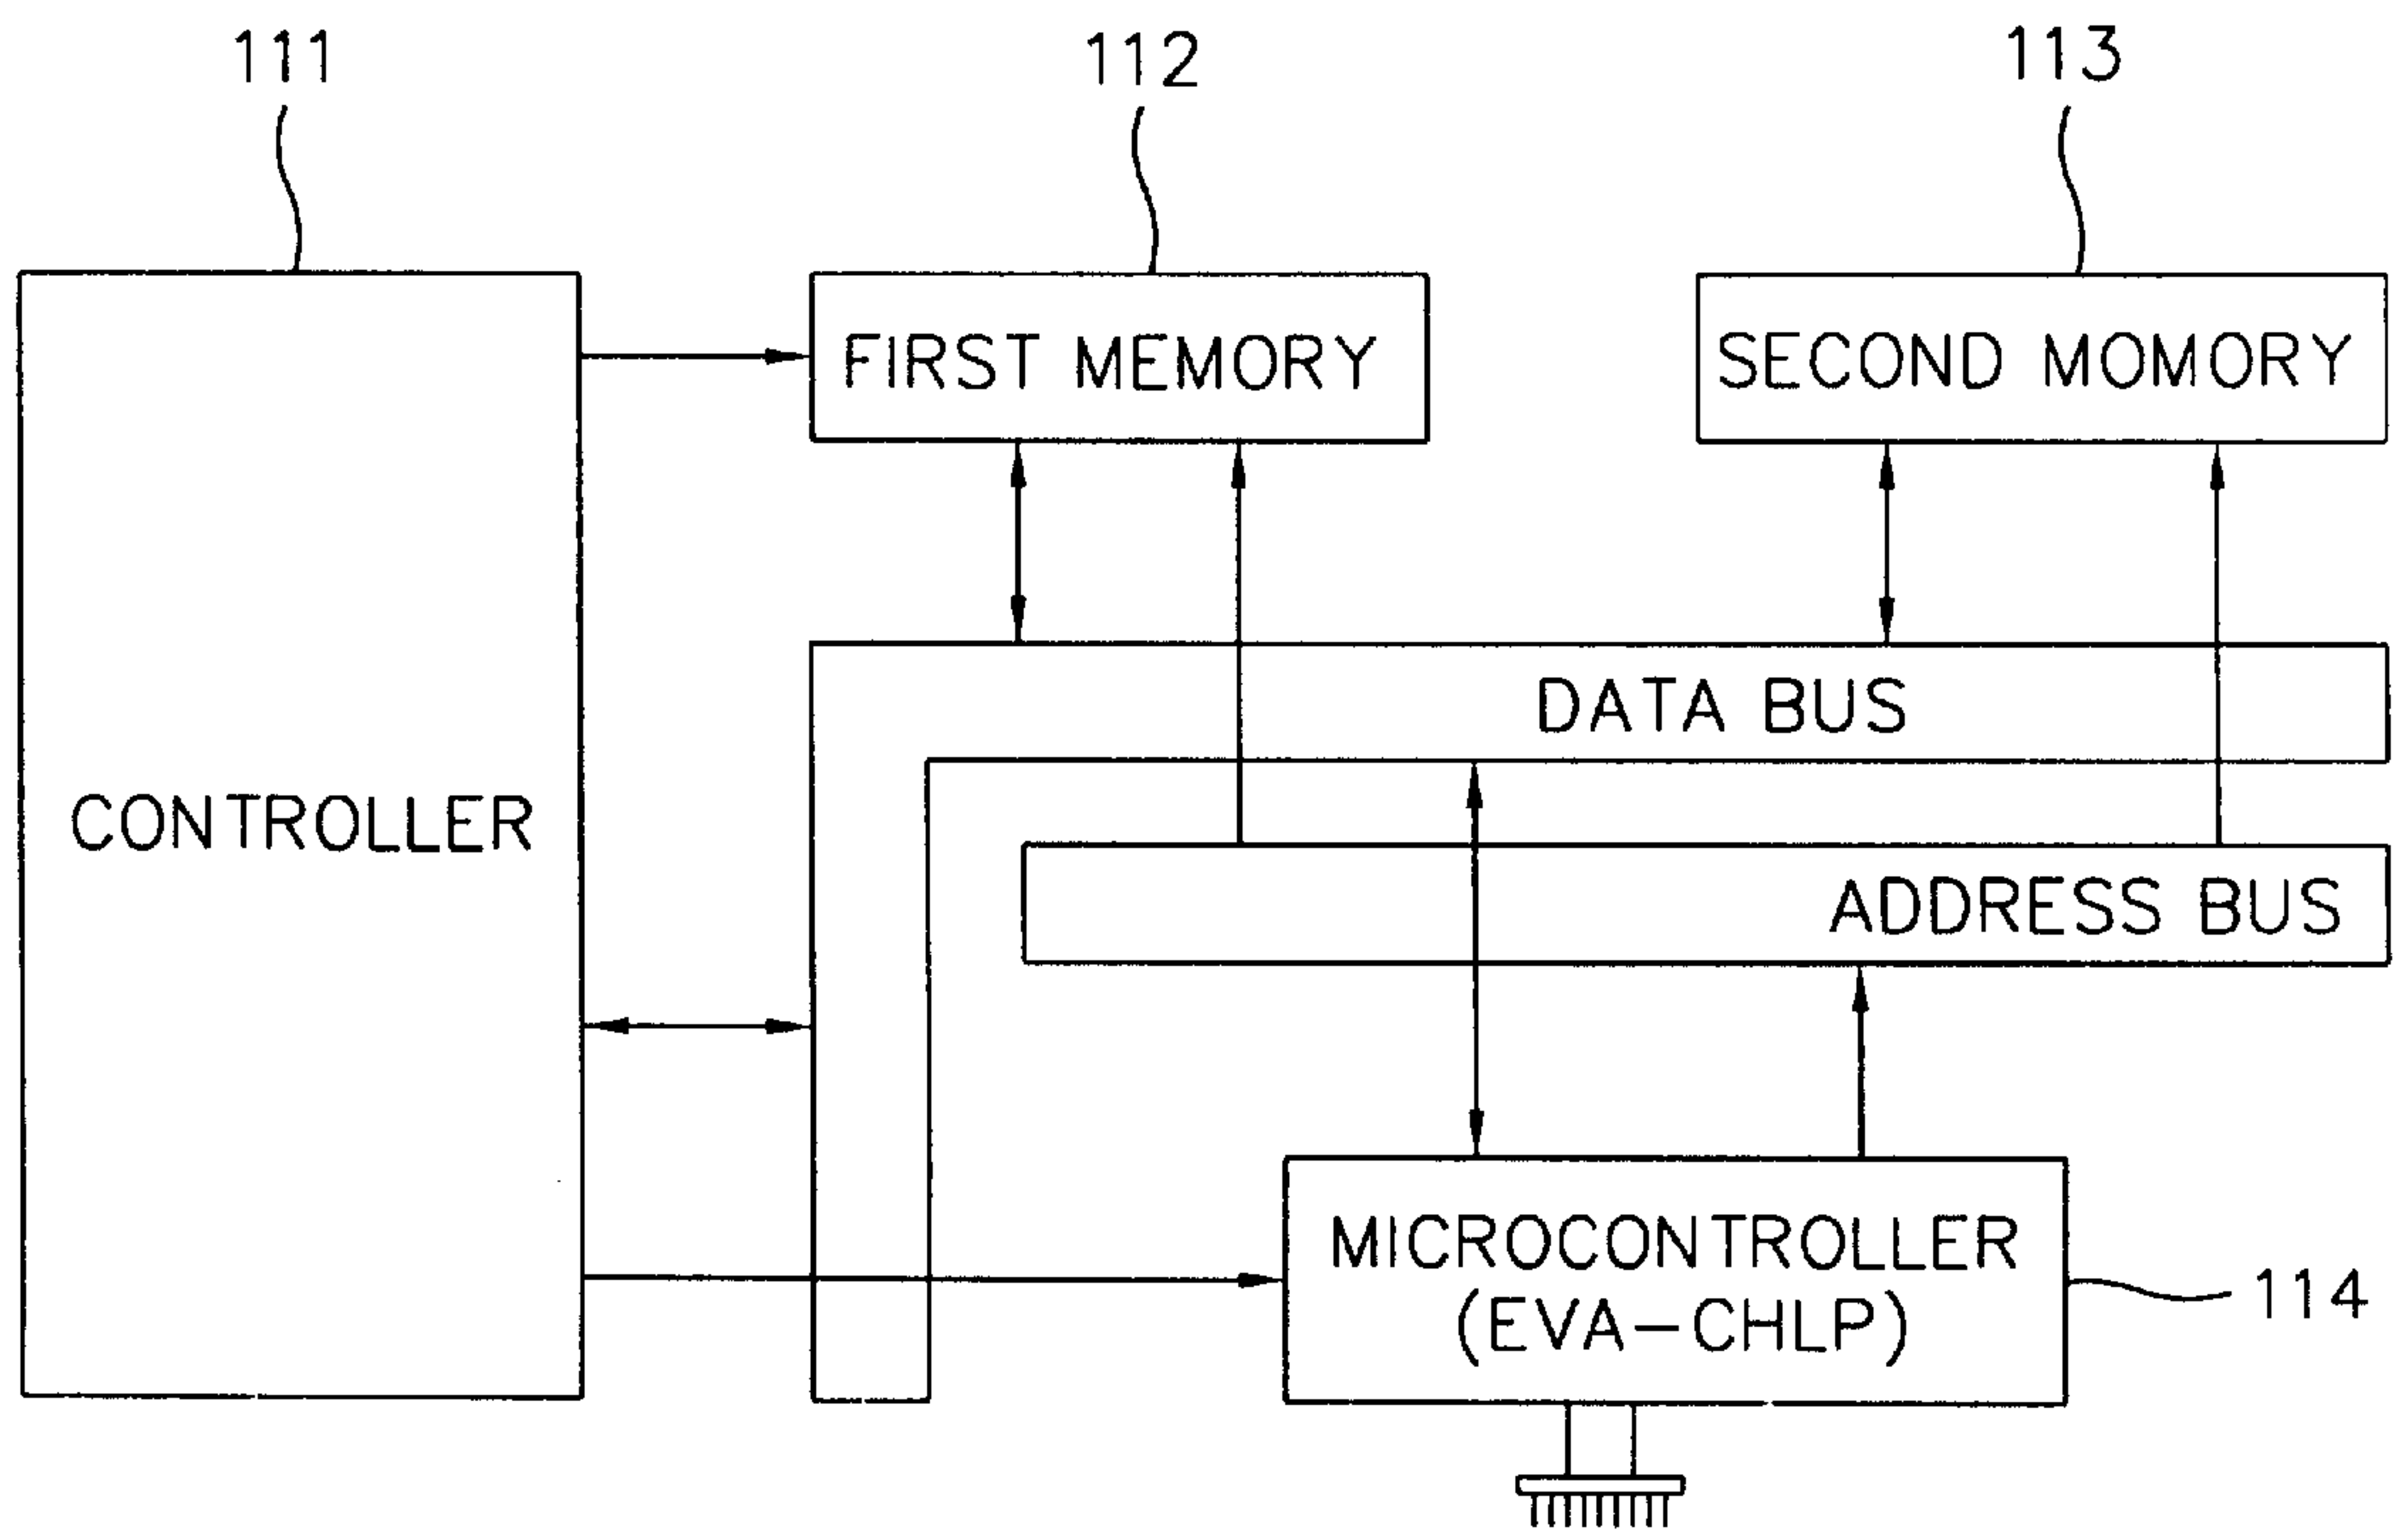 111
112
113
FIRST MEMORY
SECOND MOMORY
DATA BUS
CONTROLLER
ADDRESS BUS
MICROCONTROLLER
(EVA-CHLP)
114